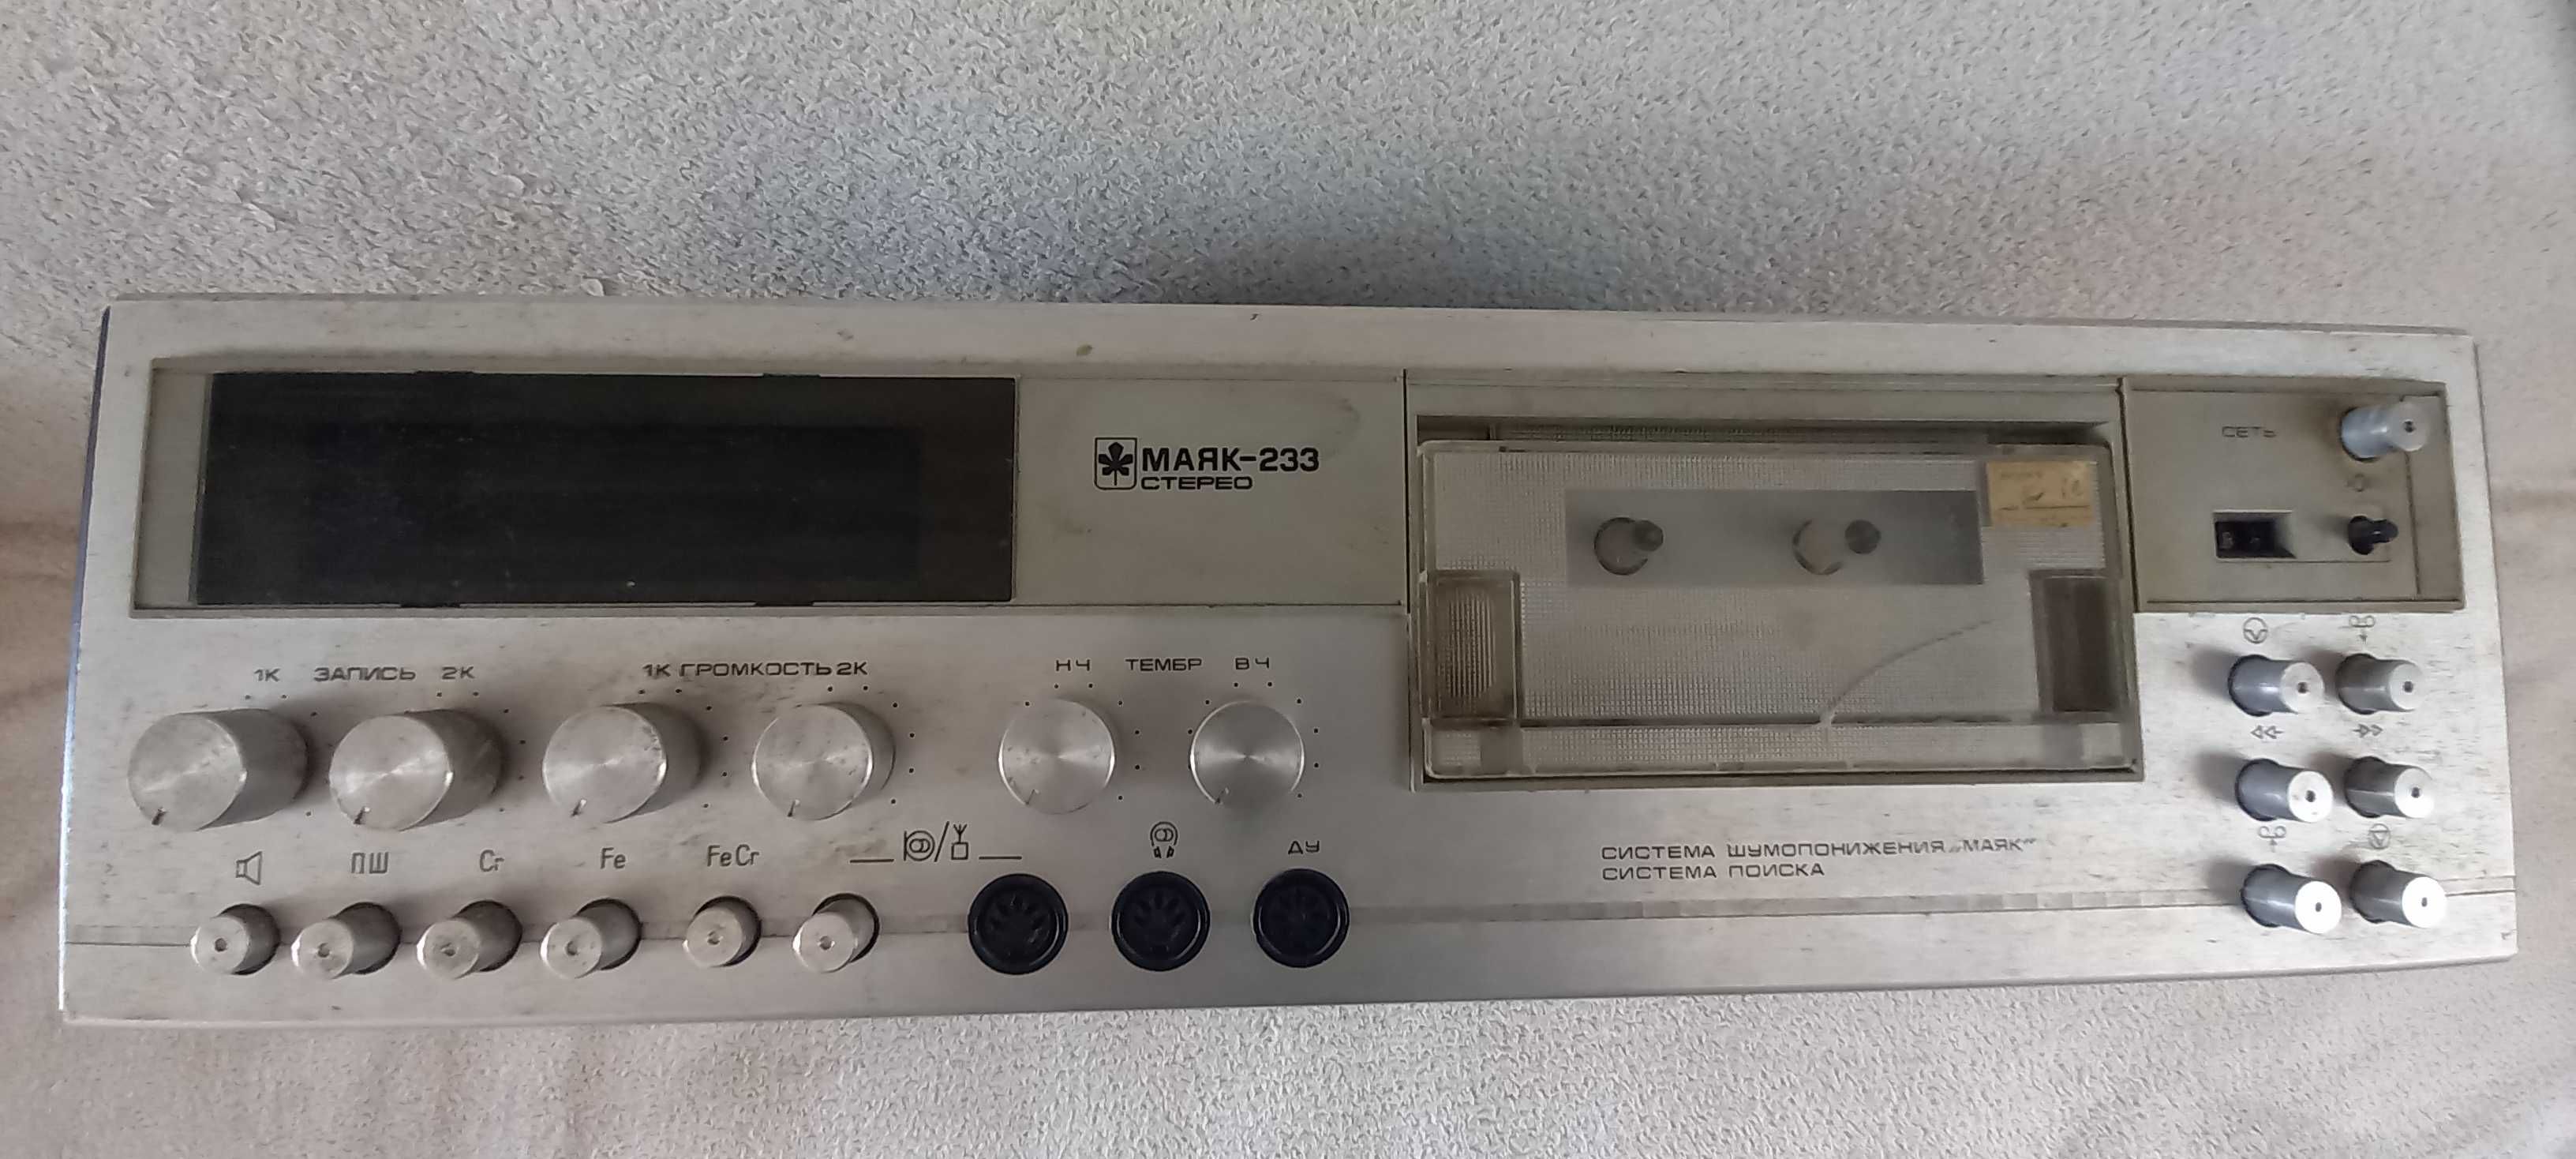 МАЯК-233
СТЕРЕО
СЕТЬ
1К ЗАПИСЬ 2К
1К ГРОМКОСТЬ 2К
НЧ ТЕМБР ВЧ
ПШ
Cr
Fe
FeCr
ДУ
СИСТЕМА ШУМОПОНИЖЕНИЯ „МАЯК"
СИСТЕМА ПОИСКА